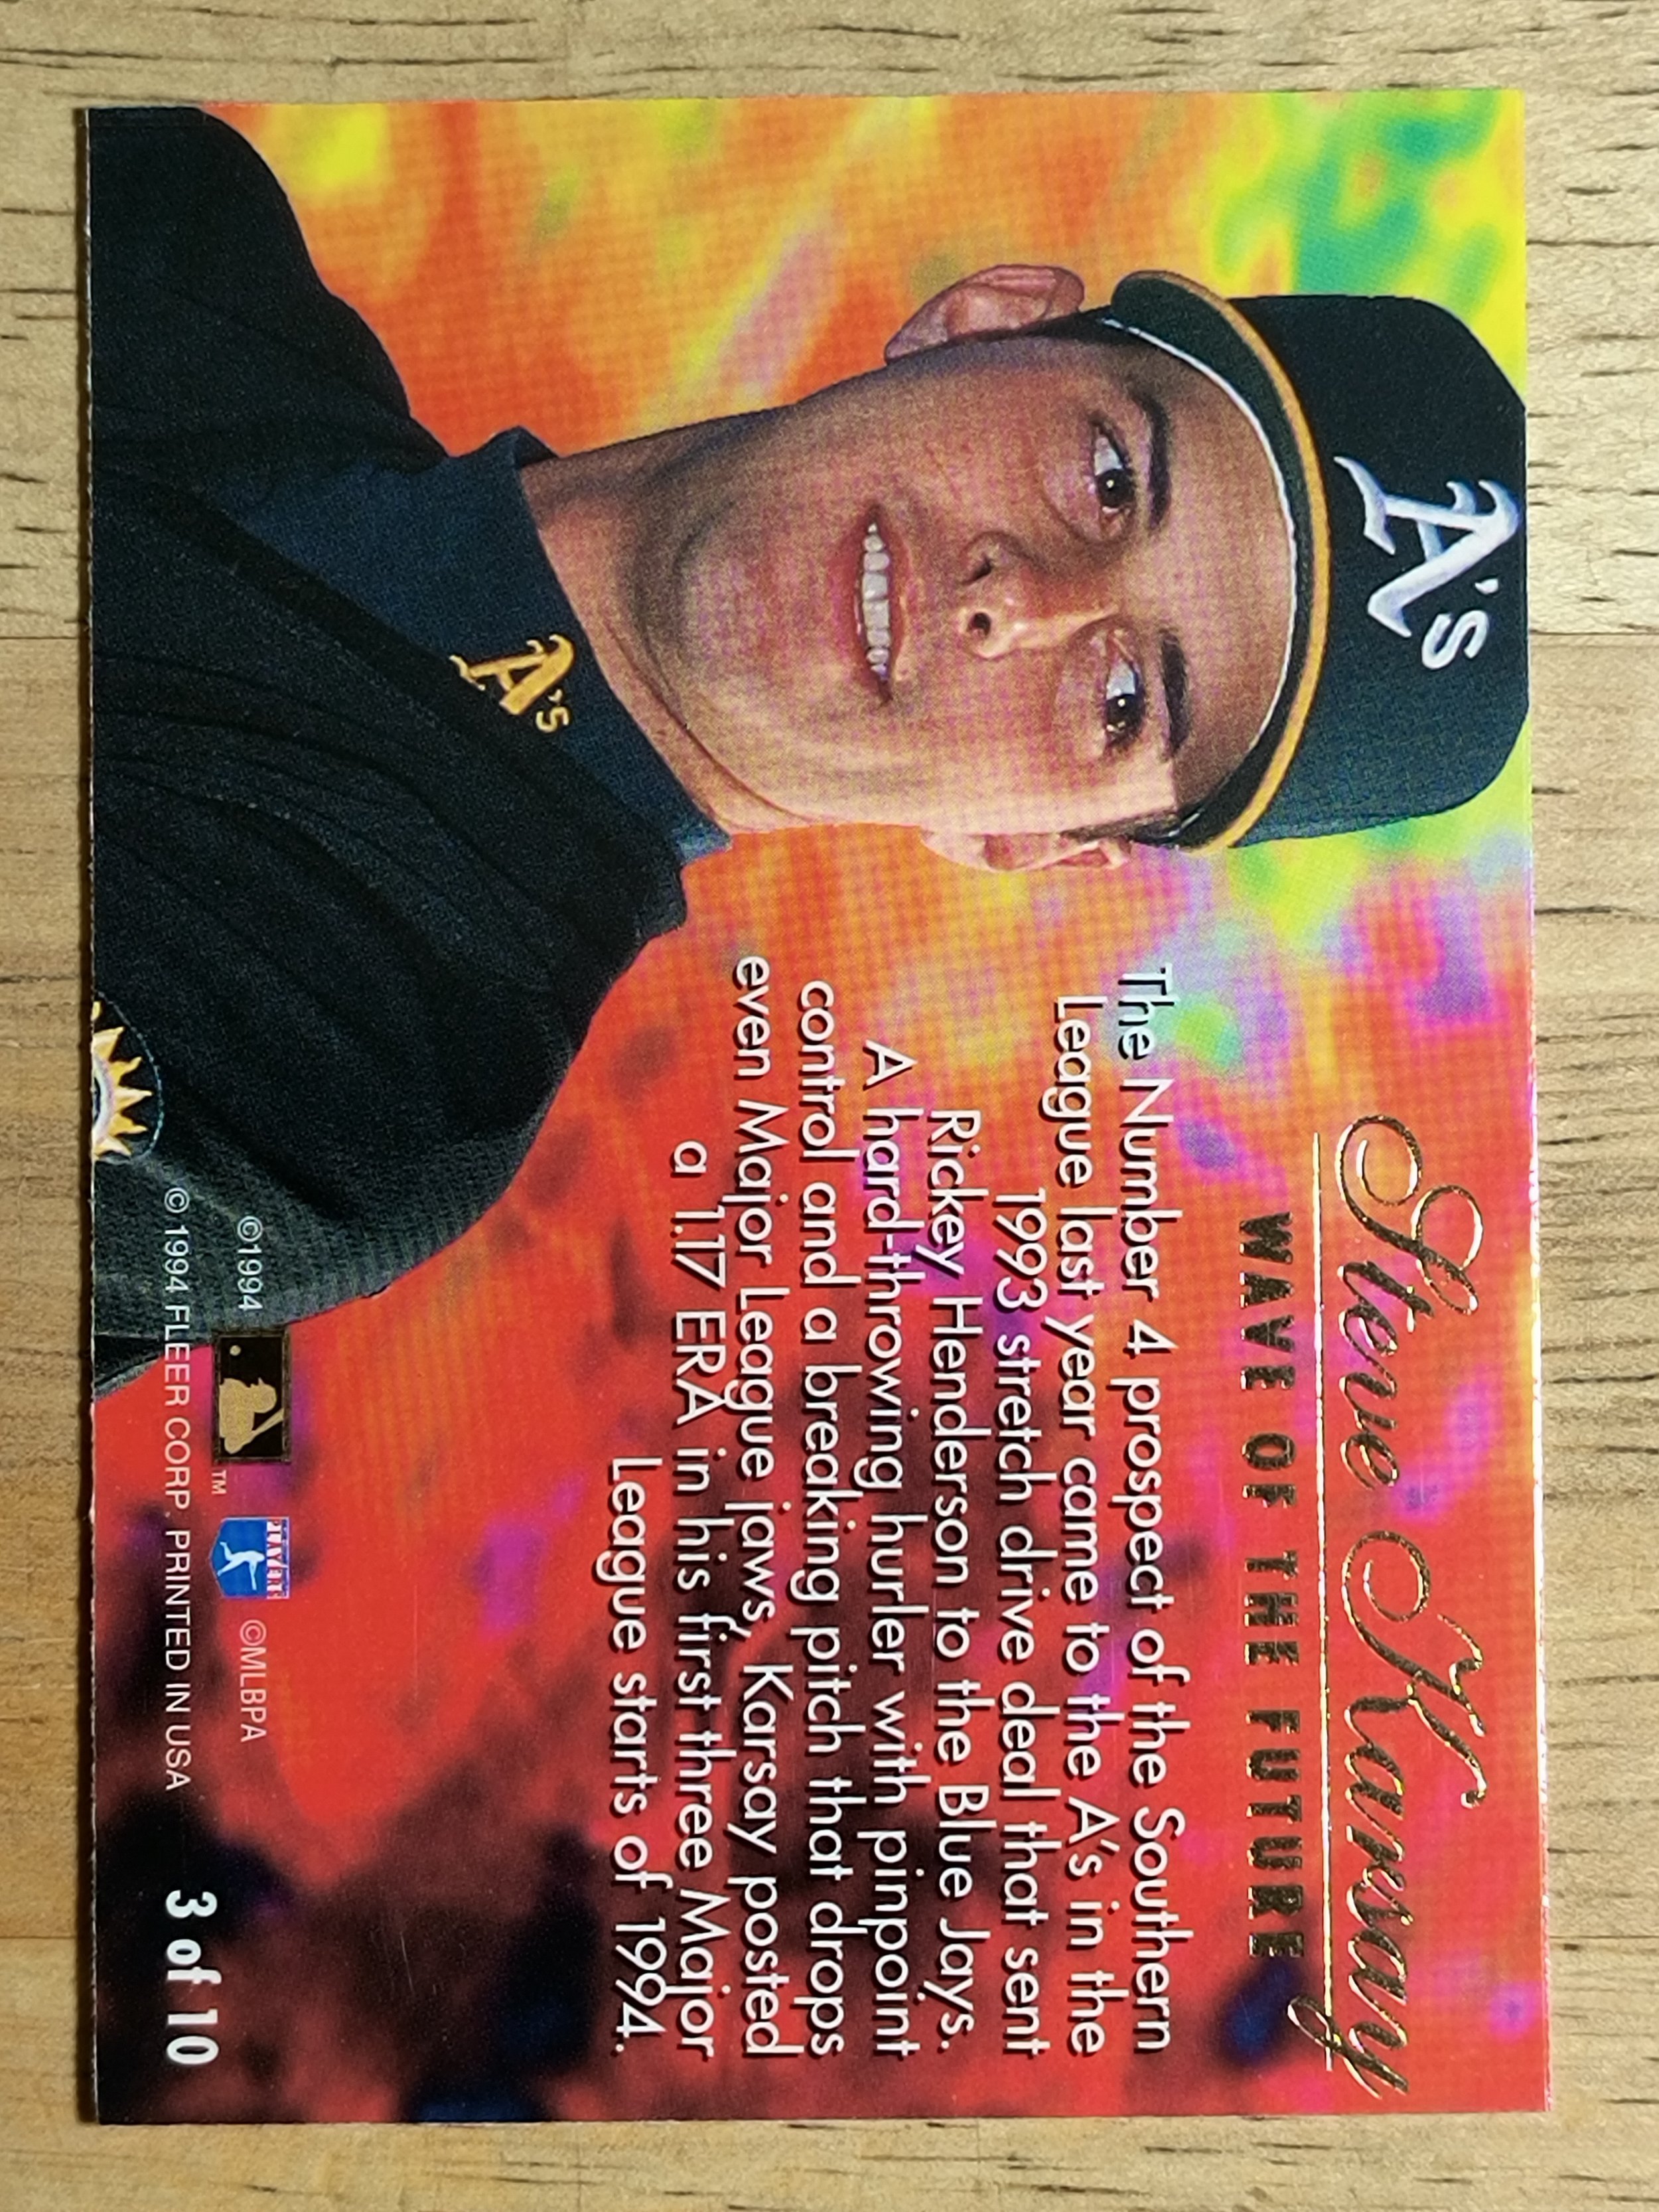 A's
A's
Steve Karsay
WAVE OF THE FUTURE
The Number 4 prospect of the Southern
League last year came to the A's in the
1993 stretch drive deal that sent
Rickey Henderson to the Blue Jays.
A hard-throwing hurler with pinpoint
control and a breaking pitch that drops
even Major League jaws, Karsay posted
a 1.17 ERA in his first three Major
League starts of 1994.
©1994 TM ©MLBPA
© 1994 FLEER CORP. PRINTED IN USA
3 of 10